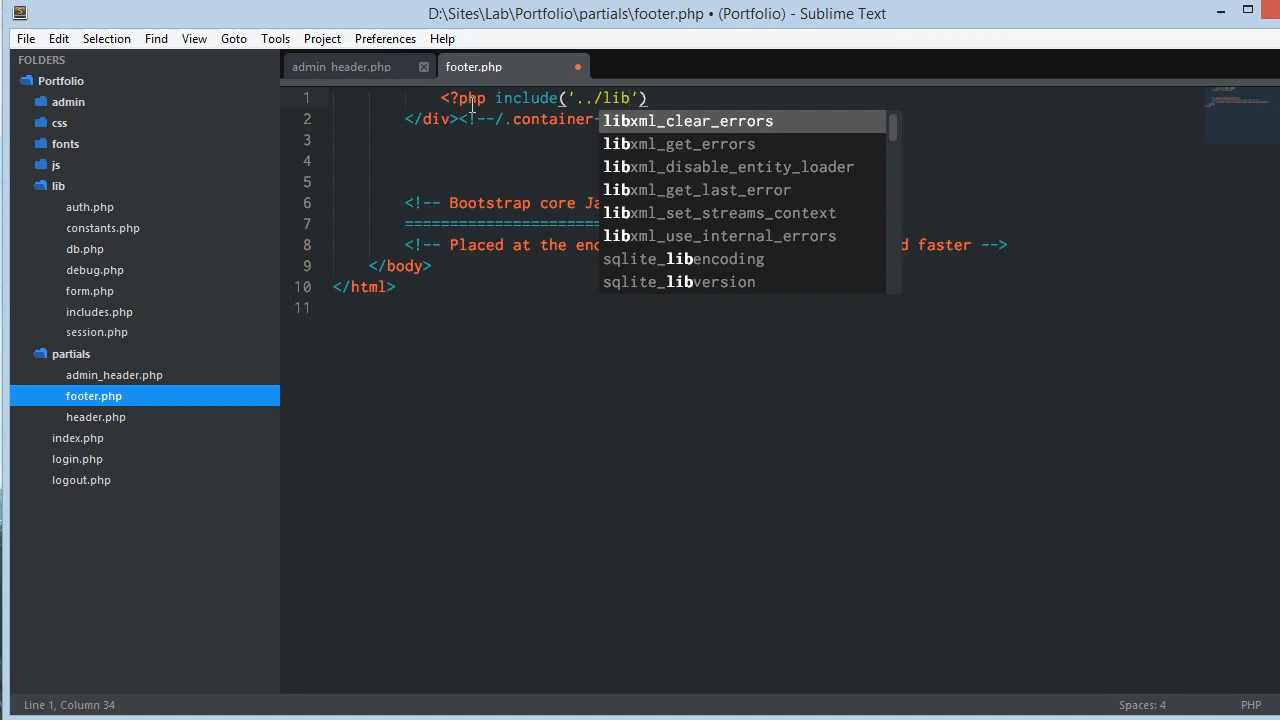 D:\Sites\Lab\Portfolio\partials\footer.php • (Portfolio) - Sublime Text
File Edit Selection Find View Goto Tools Project Preferences Help
FOLDERS
Portfolio
admin
css
fonts
js
lib
auth.php
constants.php
db.php
debug.php
form.php
includes.php
session.php
partials
admin_header.php
footer.php
header.php
index.php
login.php
logout.php
admin header.php
footer.php
1 <?php include('../lib')
2 </div><!--/.container-
3
4
5
6 <!-- Bootstrap core Ja
7 =====================
8 <!-- Placed at the end d faster -->
9 </body>
10 </html>
11
libxml_clear_errors
libxml_get_errors
libxml_disable_entity_loader
libxml_get_last_error
libxml_set_streams_context
libxml_use_internal_errors
sqlite_libencoding
sqlite_libversion
Line 1, Column 34
Spaces: 4
PHP